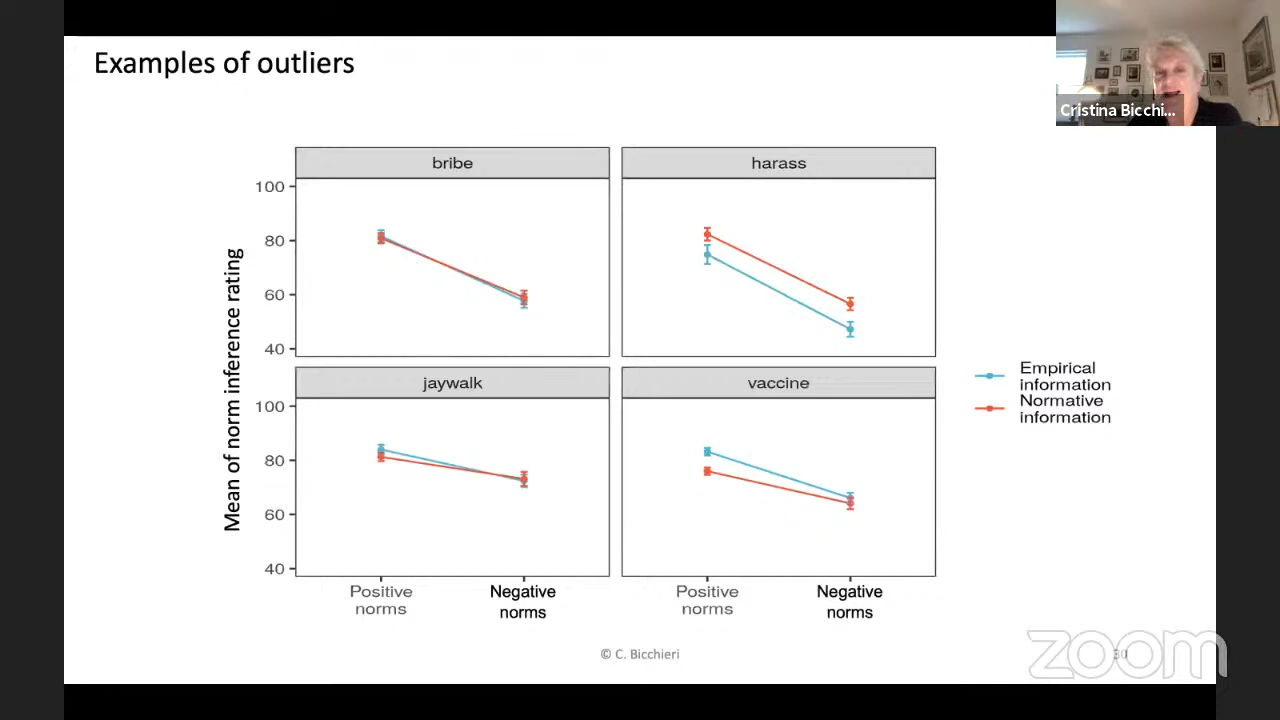 Examples of outliers
Cristina Bicchi...
bribe
harass
100
80
60
40
jaywalk
vaccine
100
80
60
40
Mean of norm inference rating
Positive
norms
Negative
norms
Positive
norms
Negative
norms
Empirical
information
Normative
information
© C. Bicchieri
30
zoom